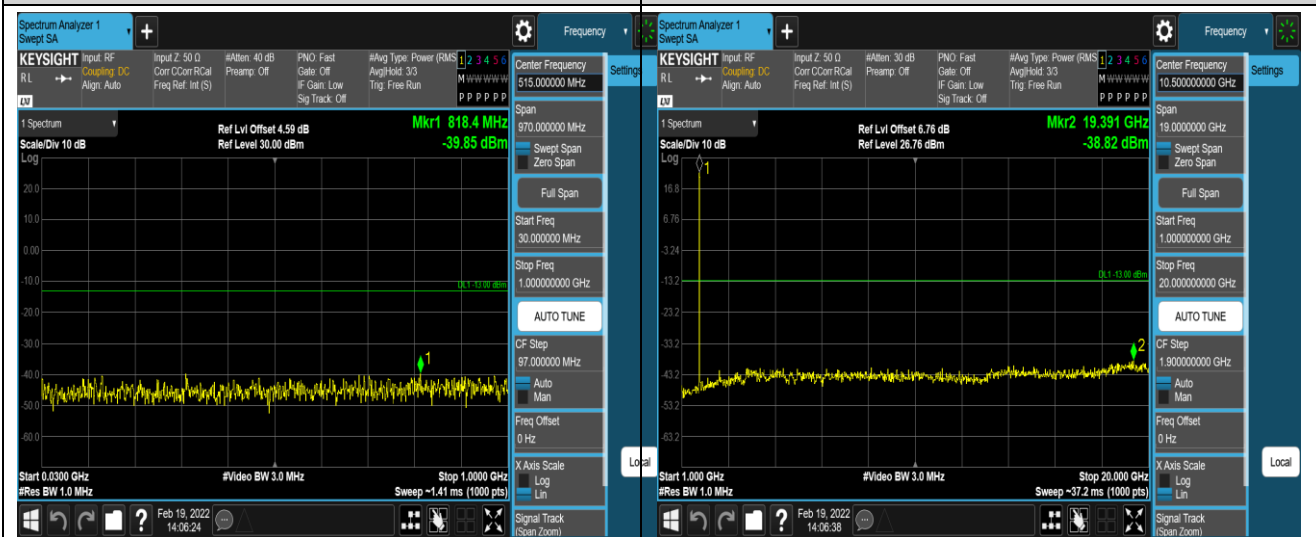 Spectrum Analyzer 1
Swept SA
+
Frequency
KEYSIGHT
RL
LXI
Input: RF
Coupling: DC
Align: Auto
Input Z: 50 Ω
Corr CCorr RCal
Freq Ref: Int (S)
#Atten: 40 dB
Preamp: Off
PNO: Fast
Gate: Off
IF Gain: Low
Sig Track: Off
#Avg Type: Power (RMS
Avg|Hold: 3/3
Trig: Free Run
1 2 3 4 5 6
M W W W W W
P P P P P P
1 Spectrum
Scale/Div 10 dB
Log
Ref Lvl Offset 4.59 dB
Ref Level 30.00 dBm
Mkr1 818.4 MHz
-39.85 dBm
20.0
10.0
0.00
-10.0
DL1 -13.00 dBm
-20.0
-30.0
1
-40.0
-50.0
-60.0
Start 0.0300 GHz
#Res BW 1.0 MHz
#Video BW 3.0 MHz
Stop 1.0000 GHz
Sweep ~1.41 ms (1000 pts)
Feb 19, 2022
14:06:24
Center Frequency
515.000000 MHz
Span
970.000000 MHz
Swept Span
Zero Span
Full Span
Start Freq
30.000000 MHz
Stop Freq
1.000000000 GHz
AUTO TUNE
CF Step
97.000000 MHz
Auto
Man
Freq Offset
0 Hz
X Axis Scale
Log
Lin
Signal Track
(Span Zoom)
Settings
Local
Spectrum Analyzer 1
Swept SA
+
Frequency
KEYSIGHT
RL
LXI
Input: RF
Coupling: DC
Align: Auto
Input Z: 50 Ω
Corr CCorr RCal
Freq Ref: Int (S)
#Atten: 30 dB
Preamp: Off
PNO: Fast
Gate: Off
IF Gain: Low
Sig Track: Off
#Avg Type: Power (RMS
Avg|Hold: 3/3
Trig: Free Run
1 2 3 4 5 6
M W W W W W
P P P P P P
1 Spectrum
Scale/Div 10 dB
Log
Ref Lvl Offset 6.76 dB
Ref Level 26.76 dBm
Mkr2 19.391 GHz
-38.82 dBm
1
16.8
6.76
-3.24
DL1 -13.00 dBm
-13.2
-23.2
-33.2
2
-43.2
-53.2
-63.2
Start 1.000 GHz
#Res BW 1.0 MHz
#Video BW 3.0 MHz
Stop 20.000 GHz
Sweep ~37.2 ms (1000 pts)
Feb 19, 2022
14:06:38
Center Frequency
10.500000000 GHz
Span
19.0000000 GHz
Swept Span
Zero Span
Full Span
Start Freq
1.000000000 GHz
Stop Freq
20.000000000 GHz
AUTO TUNE
CF Step
1.900000000 GHz
Auto
Man
Freq Offset
0 Hz
X Axis Scale
Log
Lin
Signal Track
(Span Zoom)
Settings
Local